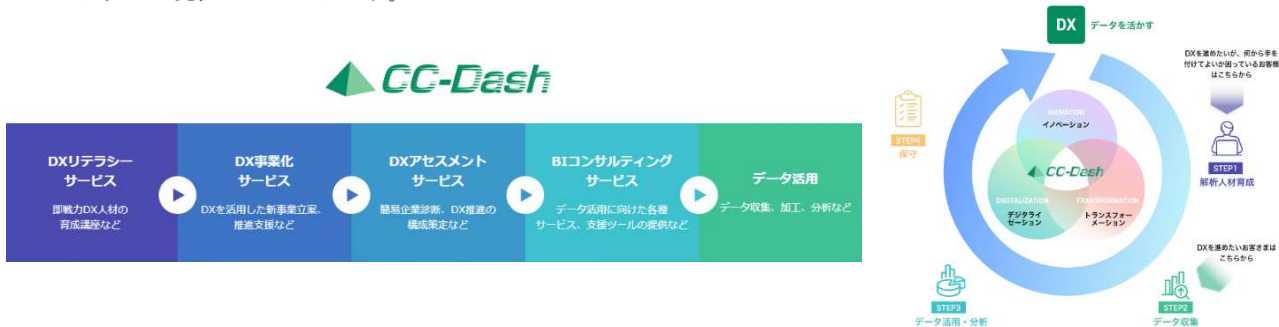 CC-Dash
DXリテラシー
サービス
即戦力DX人材の
育成講座など
DX事業化
サービス
DXを活用した新事業立案、
推進支援など
DXアセスメント
サービス
簡易企業診断、DX推進の
構成策定など
BIコンサルティング
サービス
データ活用に向けた各種
サービス、支援ツールの提供など
データ活用
データ収集、加工、分析など
DX データを活かす
DXを進めたいが、何から手を
付けてよいか困っているお客様
はこちらから
STEP1
解析人材育成
DXを進めたいお客さまは
こちらから
STEP2
データ収集
STEP3
データ活用・分析
STEP4
保守
イノベーション
CC-Dash
DIGITALIZATION
デジタライ
ゼーション
TRANSFORMATION
トランスフォー
メーション